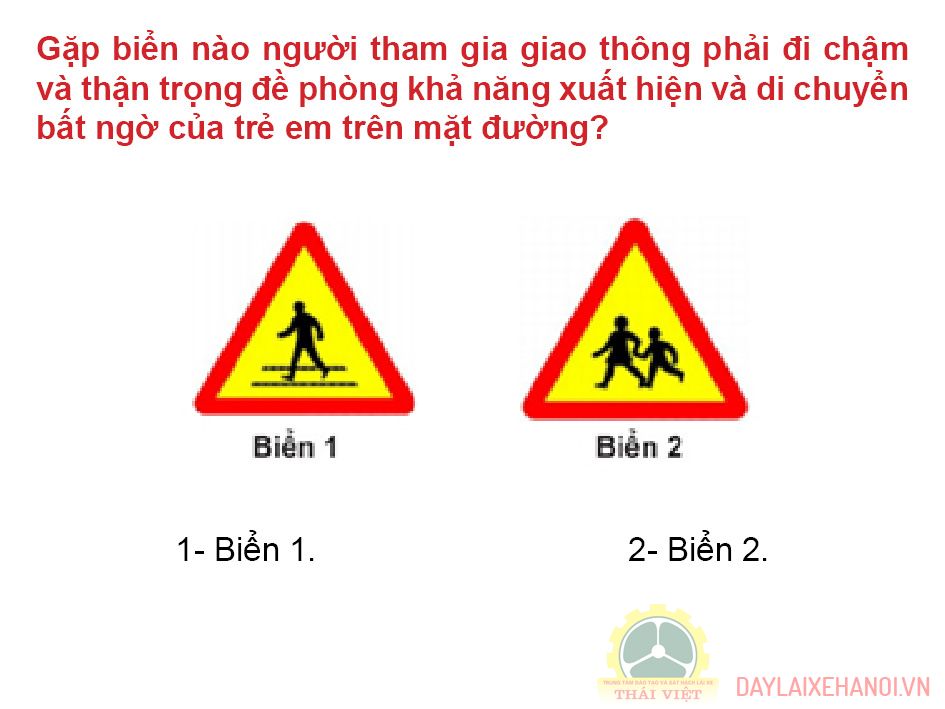 Gặp biển nào người tham gia giao thông phải đi chậm
và thận trọng đề phòng khả năng xuất hiện và di chuyển
bất ngờ của trẻ em trên mặt đường?
Biển 1
Biển 2
1- Biển 1.
2- Biển 2.
TRUNG TÂM ĐÀO TẠO VÀ SÁT HẠCH LÁI XE
THÁI VIỆT
DAYLAIXEHANOI.VN